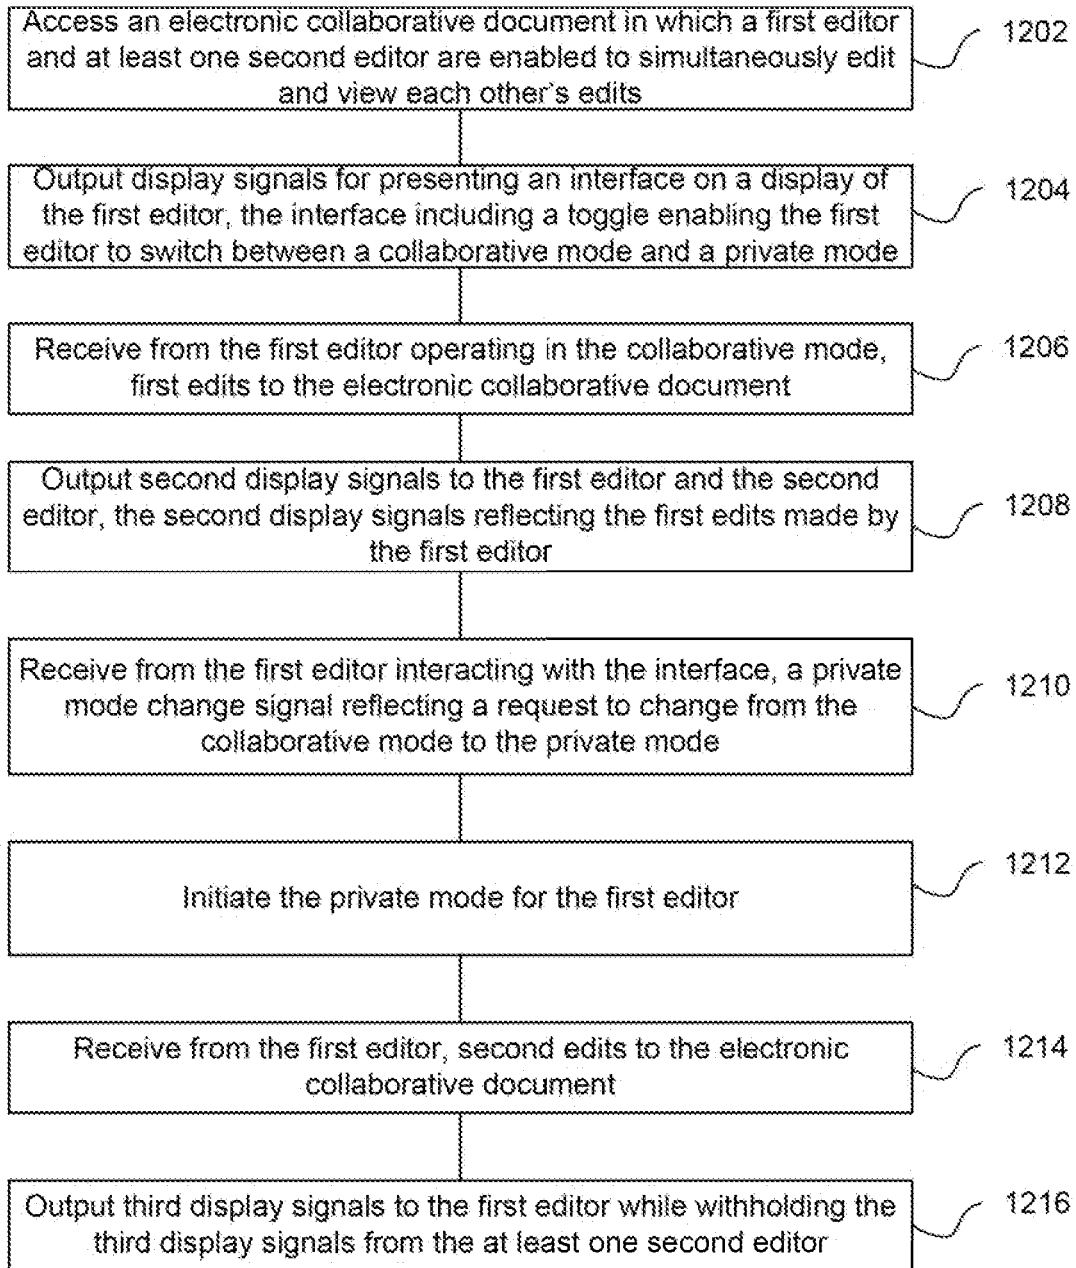 Access an electronic collaborative document in which a first editor
and at least one second editor are enabled to simultaneously edit
and view each other's edits
1202
Output display signals for presenting an interface on a display of
the first editor, the interface including a toggle enabling the first
editor to switch between a collaborative mode and a private mode
1204
Receive from the first editor operating in the collaborative mode,
first edits to the electronic collaborative document
1206
Output second display signals to the first editor and the second
editor, the second display signals reflecting the first edits made by
the first editor
1208
Receive from the first editor interacting with the interface, a private
mode change signal reflecting a request to change from the
collaborative mode to the private mode
1210
Initiate the private mode for the first editor
1212
Receive from the first editor, second edits to the electronic
collaborative document
1214
Output third display signals to the first editor while withholding the
third display signals from the at least one second editor
1216